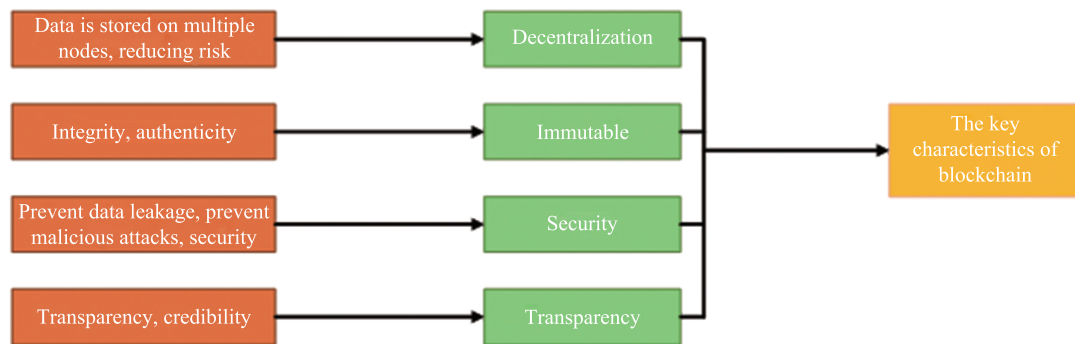 Data is stored on multiple
nodes, reducing risk
Decentralization
Integrity, authenticity
Immutable
The key
characteristics of
blockchain
Prevent data leakage, prevent
malicious attacks, security
Security
Transparency, credibility
Transparency